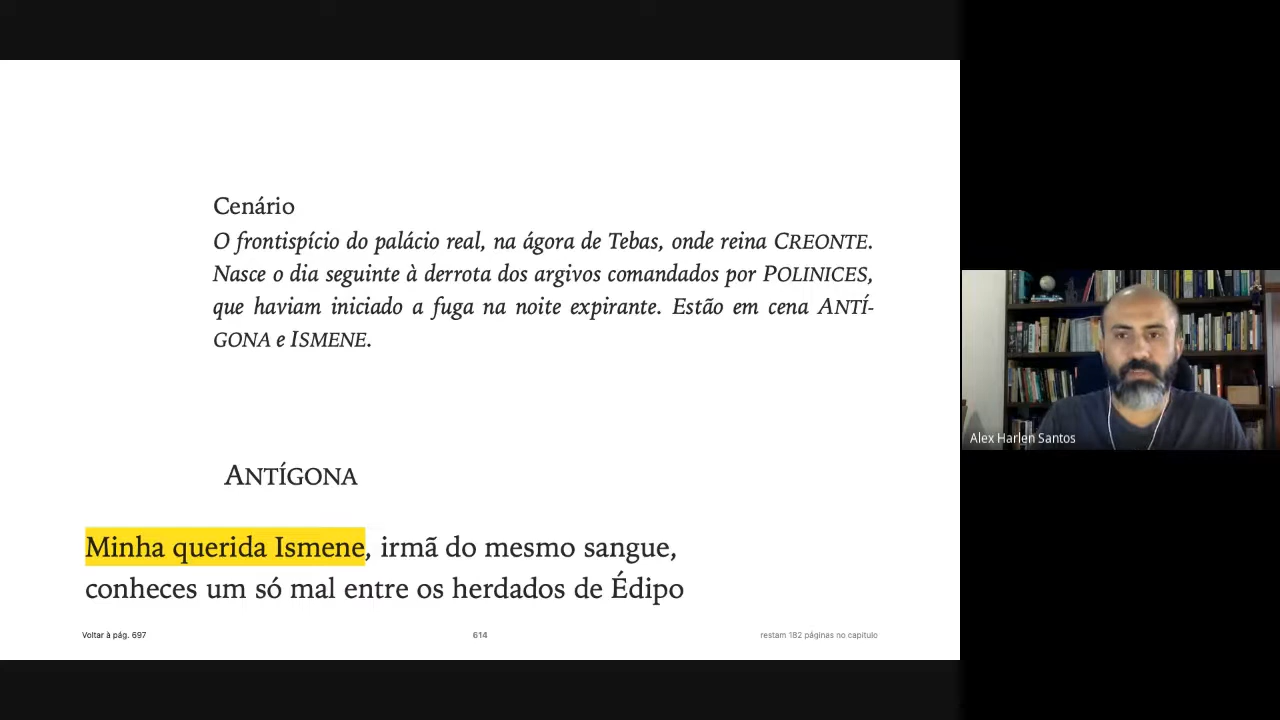 Cenário
O frontispício do palácio real, na ágora de Tebas, onde reina CREONTE.
Nasce o dia seguinte à derrota dos argivos comandados por POLINICES,
que haviam iniciado a fuga na noite expirante. Estão em cena ANTÍ-
GONA e ISMENE.
ANTÍGONA
Minha querida Ismene, irmã do mesmo sangue,
conheces um só mal entre os herdados de Édipo
Voltar à pág. 697
614
restam 182 páginas no capítulo
Alex Harlen Santos